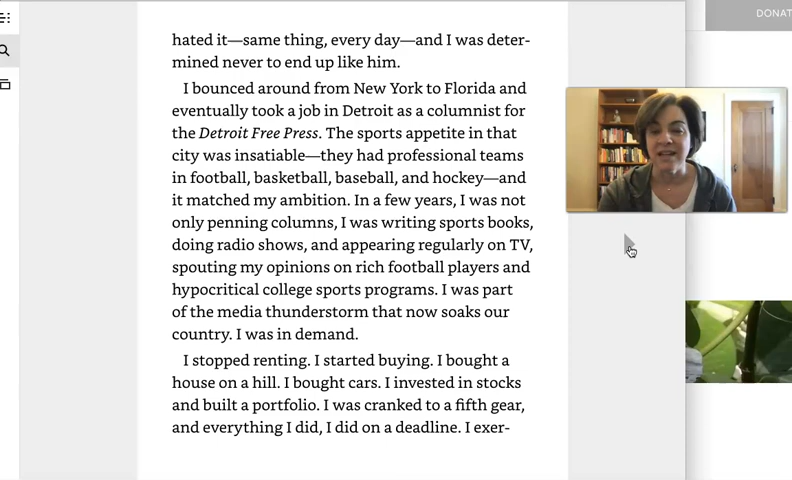 DONAT
hated it—same thing, every day—and I was deter-
mined never to end up like him.
I bounced around from New York to Florida and
eventually took a job in Detroit as a columnist for
the Detroit Free Press. The sports appetite in that
city was insatiable—they had professional teams
in football, basketball, baseball, and hockey—and
it matched my ambition. In a few years, I was not
only penning columns, I was writing sports books,
doing radio shows, and appearing regularly on TV,
spouting my opinions on rich football players and
hypocritical college sports programs. I was part
of the media thunderstorm that now soaks our
country. I was in demand.
I stopped renting. I started buying. I bought a
house on a hill. I bought cars. I invested in stocks
and built a portfolio. I was cranked to a fifth gear,
and everything I did, I did on a deadline. I exer-